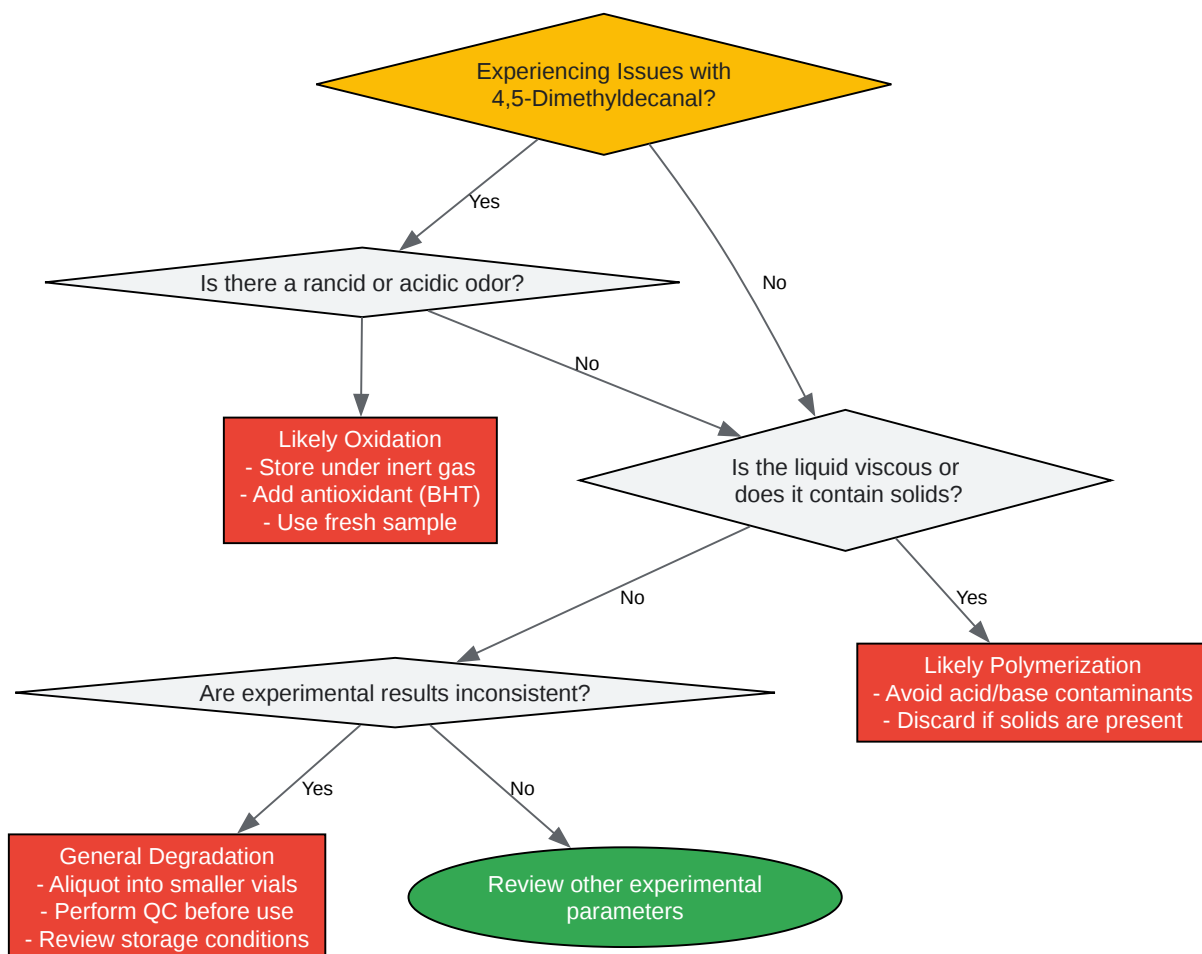 Experiencing Issues with
4,5-Dimethyldecanal?
Yes
No
Is there a rancid or acidic odor?
No
Likely Oxidation
- Store under inert gas
- Add antioxidant (BHT)
- Use fresh sample
Is the liquid viscous or
does it contain solids?
No
Yes
Likely Polymerization
- Avoid acid/base contaminants
- Discard if solids are present
Are experimental results inconsistent?
Yes
No
General Degradation
- Aliquot into smaller vials
- Perform QC before use
- Review storage conditions
Review other experimental
parameters